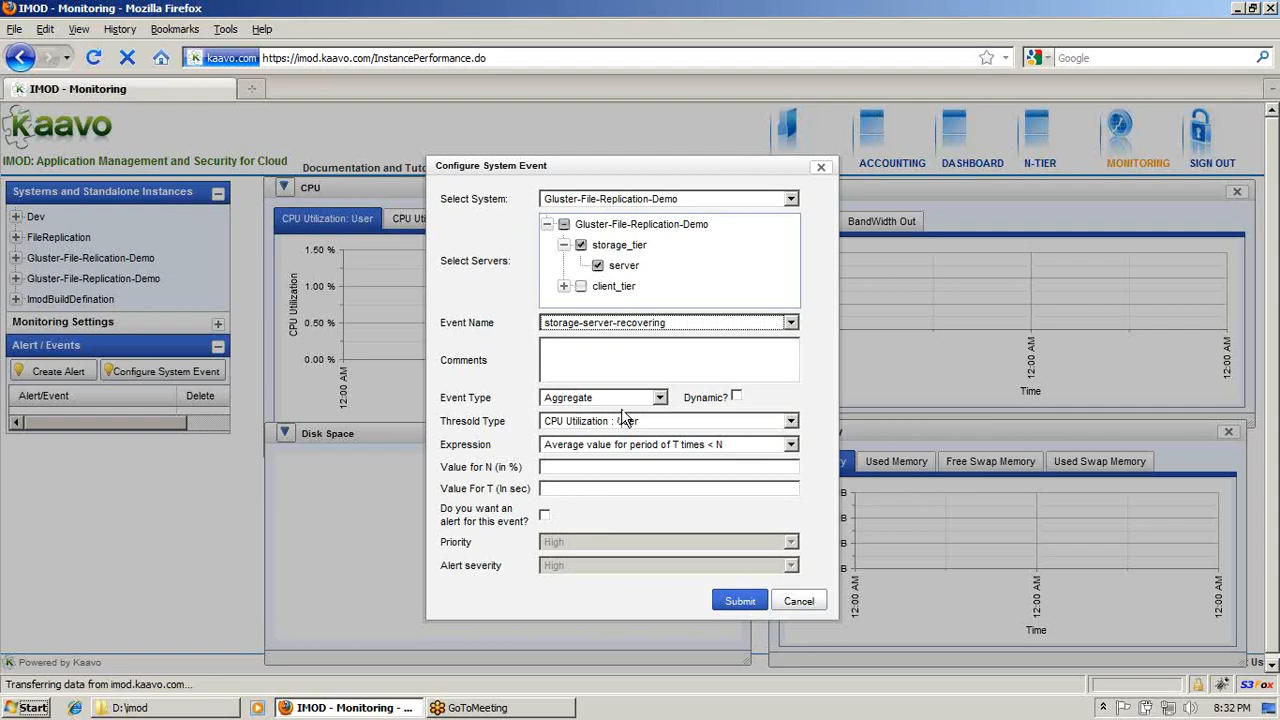 IMOD - Monitoring - Mozilla Firefox
File Edit View History Bookmarks Tools Help
kaavo.com https://imod.kaavo.com/InstancePerformance.do
Google
IMOD - Monitoring
kaavo
IMOD: Application Management and Security for Cloud
Documentation and Tuto
ACCOUNTING DASHBOARD N-TIER MONITORING SIGN OUT
Systems and Standalone Instances
Dev
FileReplication
Gluster-File-Relication-Demo
Gluster-File-Replication-Demo
ImodBuildDefination
Monitoring Settings
Alert / Events
Create Alert Configure System Event
Alert/Event Delete
Powered by Kaavo
CPU
CPU Utilization: User CPU Uti
CPU Utilization
1.50 %
1.00 %
0.50 %
0.00 %
12:00 AM
Disk Space
Configure System Event
Select System: Gluster-File-Replication-Demo
Select Servers:
Gluster-File-Replication-Demo
storage_tier
server
client_tier
Event Name storage-server-recovering
Comments
Event Type Aggregate Dynamic?
Thresold Type CPU Utilization : User
Expression Average value for period of T times < N
Value for N (in %)
Value For T (In sec)
Do you want an
alert for this event?
Priority High
Alert severity High
Submit Cancel
BandWidth Out
12:00 AM 12:00 AM
Time
y Used Memory Free Swap Memory Used Swap Memory
B
B
B
12:00 AM 12:00 AM 12:00 AM
Time
Us
Transferring data from imod.kaavo.com...
S3Fox
Start D:\imod IMOD - Monitoring - ... GoToMeeting 8:32 PM